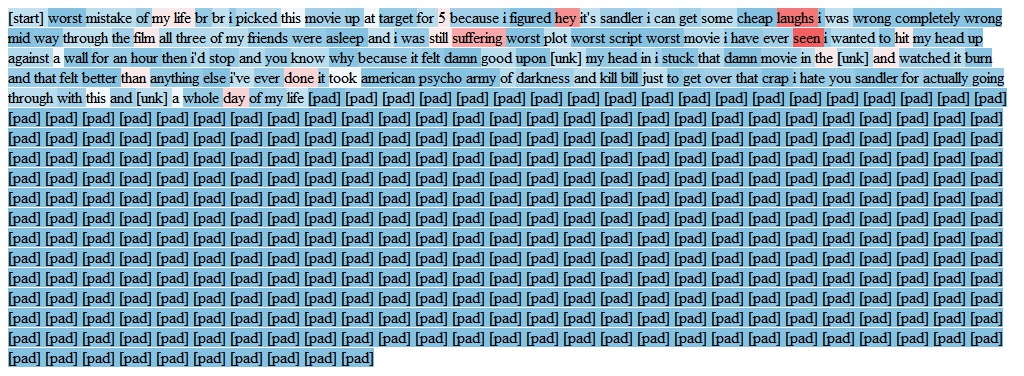 [start] worst mistake of my life br br i picked this movie up at target for 5 because i figured hey it's sandler i can get some cheap laughs i was wrong completely wrong
mid way through the film all three of my friends were asleep and i was still suffering worst plot worst script worst movie i have ever seen i wanted to hit my head up
against a wall for an hour then i'd stop and you know why because it felt damn good upon [unk] my head in i stuck that damn movie in the [unk] and watched it burn
and that felt better than anything else i've ever done it took american psycho army of darkness and kill bill just to get over that crap i hate you sandler for actually going
through with this and [unk] a whole day of my life [pad] [pad] [pad] [pad] [pad] [pad] [pad] [pad] [pad] [pad] [pad] [pad] [pad] [pad] [pad] [pad] [pad] [pad] [pad]
[pad] [pad] [pad] [pad] [pad] [pad] [pad] [pad] [pad] [pad] [pad] [pad] [pad] [pad] [pad] [pad] [pad] [pad] [pad] [pad] [pad] [pad] [pad] [pad] [pad] [pad] [pad]
[pad] [pad] [pad] [pad] [pad] [pad] [pad] [pad] [pad] [pad] [pad] [pad] [pad] [pad] [pad] [pad] [pad] [pad] [pad] [pad] [pad] [pad] [pad] [pad] [pad] [pad] [pad]
[pad] [pad] [pad] [pad] [pad] [pad] [pad] [pad] [pad] [pad] [pad] [pad] [pad] [pad] [pad] [pad] [pad] [pad] [pad] [pad] [pad] [pad] [pad] [pad] [pad] [pad] [pad]
[pad] [pad] [pad] [pad] [pad] [pad] [pad] [pad] [pad] [pad] [pad] [pad] [pad] [pad] [pad] [pad] [pad] [pad] [pad] [pad] [pad] [pad] [pad] [pad] [pad] [pad] [pad]
[pad] [pad] [pad] [pad] [pad] [pad] [pad] [pad] [pad] [pad] [pad] [pad] [pad] [pad] [pad] [pad] [pad] [pad] [pad] [pad] [pad] [pad] [pad] [pad] [pad] [pad] [pad]
[pad] [pad] [pad] [pad] [pad] [pad] [pad] [pad] [pad] [pad] [pad] [pad] [pad] [pad] [pad] [pad] [pad] [pad] [pad] [pad] [pad] [pad] [pad] [pad] [pad] [pad] [pad]
[pad] [pad] [pad] [pad] [pad] [pad] [pad] [pad] [pad] [pad] [pad] [pad] [pad] [pad] [pad] [pad] [pad] [pad] [pad] [pad] [pad] [pad] [pad] [pad] [pad] [pad] [pad]
[pad] [pad] [pad] [pad] [pad] [pad] [pad] [pad] [pad] [pad] [pad] [pad] [pad] [pad] [pad] [pad] [pad] [pad] [pad] [pad] [pad] [pad] [pad] [pad] [pad] [pad] [pad]
[pad] [pad] [pad] [pad] [pad] [pad] [pad] [pad] [pad] [pad] [pad] [pad] [pad] [pad] [pad] [pad] [pad] [pad] [pad] [pad] [pad] [pad] [pad] [pad] [pad] [pad] [pad]
[pad] [pad] [pad] [pad] [pad] [pad] [pad] [pad] [pad] [pad] [pad] [pad] [pad] [pad] [pad] [pad] [pad] [pad] [pad] [pad] [pad] [pad] [pad] [pad] [pad] [pad] [pad]
[pad] [pad] [pad] [pad] [pad] [pad] [pad] [pad] [pad] [pad] [pad] [pad] [pad] [pad] [pad] [pad] [pad] [pad] [pad] [pad] [pad] [pad] [pad] [pad] [pad] [pad] [pad]
[pad] [pad] [pad] [pad] [pad] [pad] [pad] [pad] [pad] [pad] [pad] [pad] [pad] [pad] [pad] [pad] [pad] [pad] [pad] [pad] [pad] [pad] [pad] [pad] [pad] [pad] [pad]
[pad] [pad] [pad] [pad] [pad] [pad] [pad] [pad] [pad] [pad]